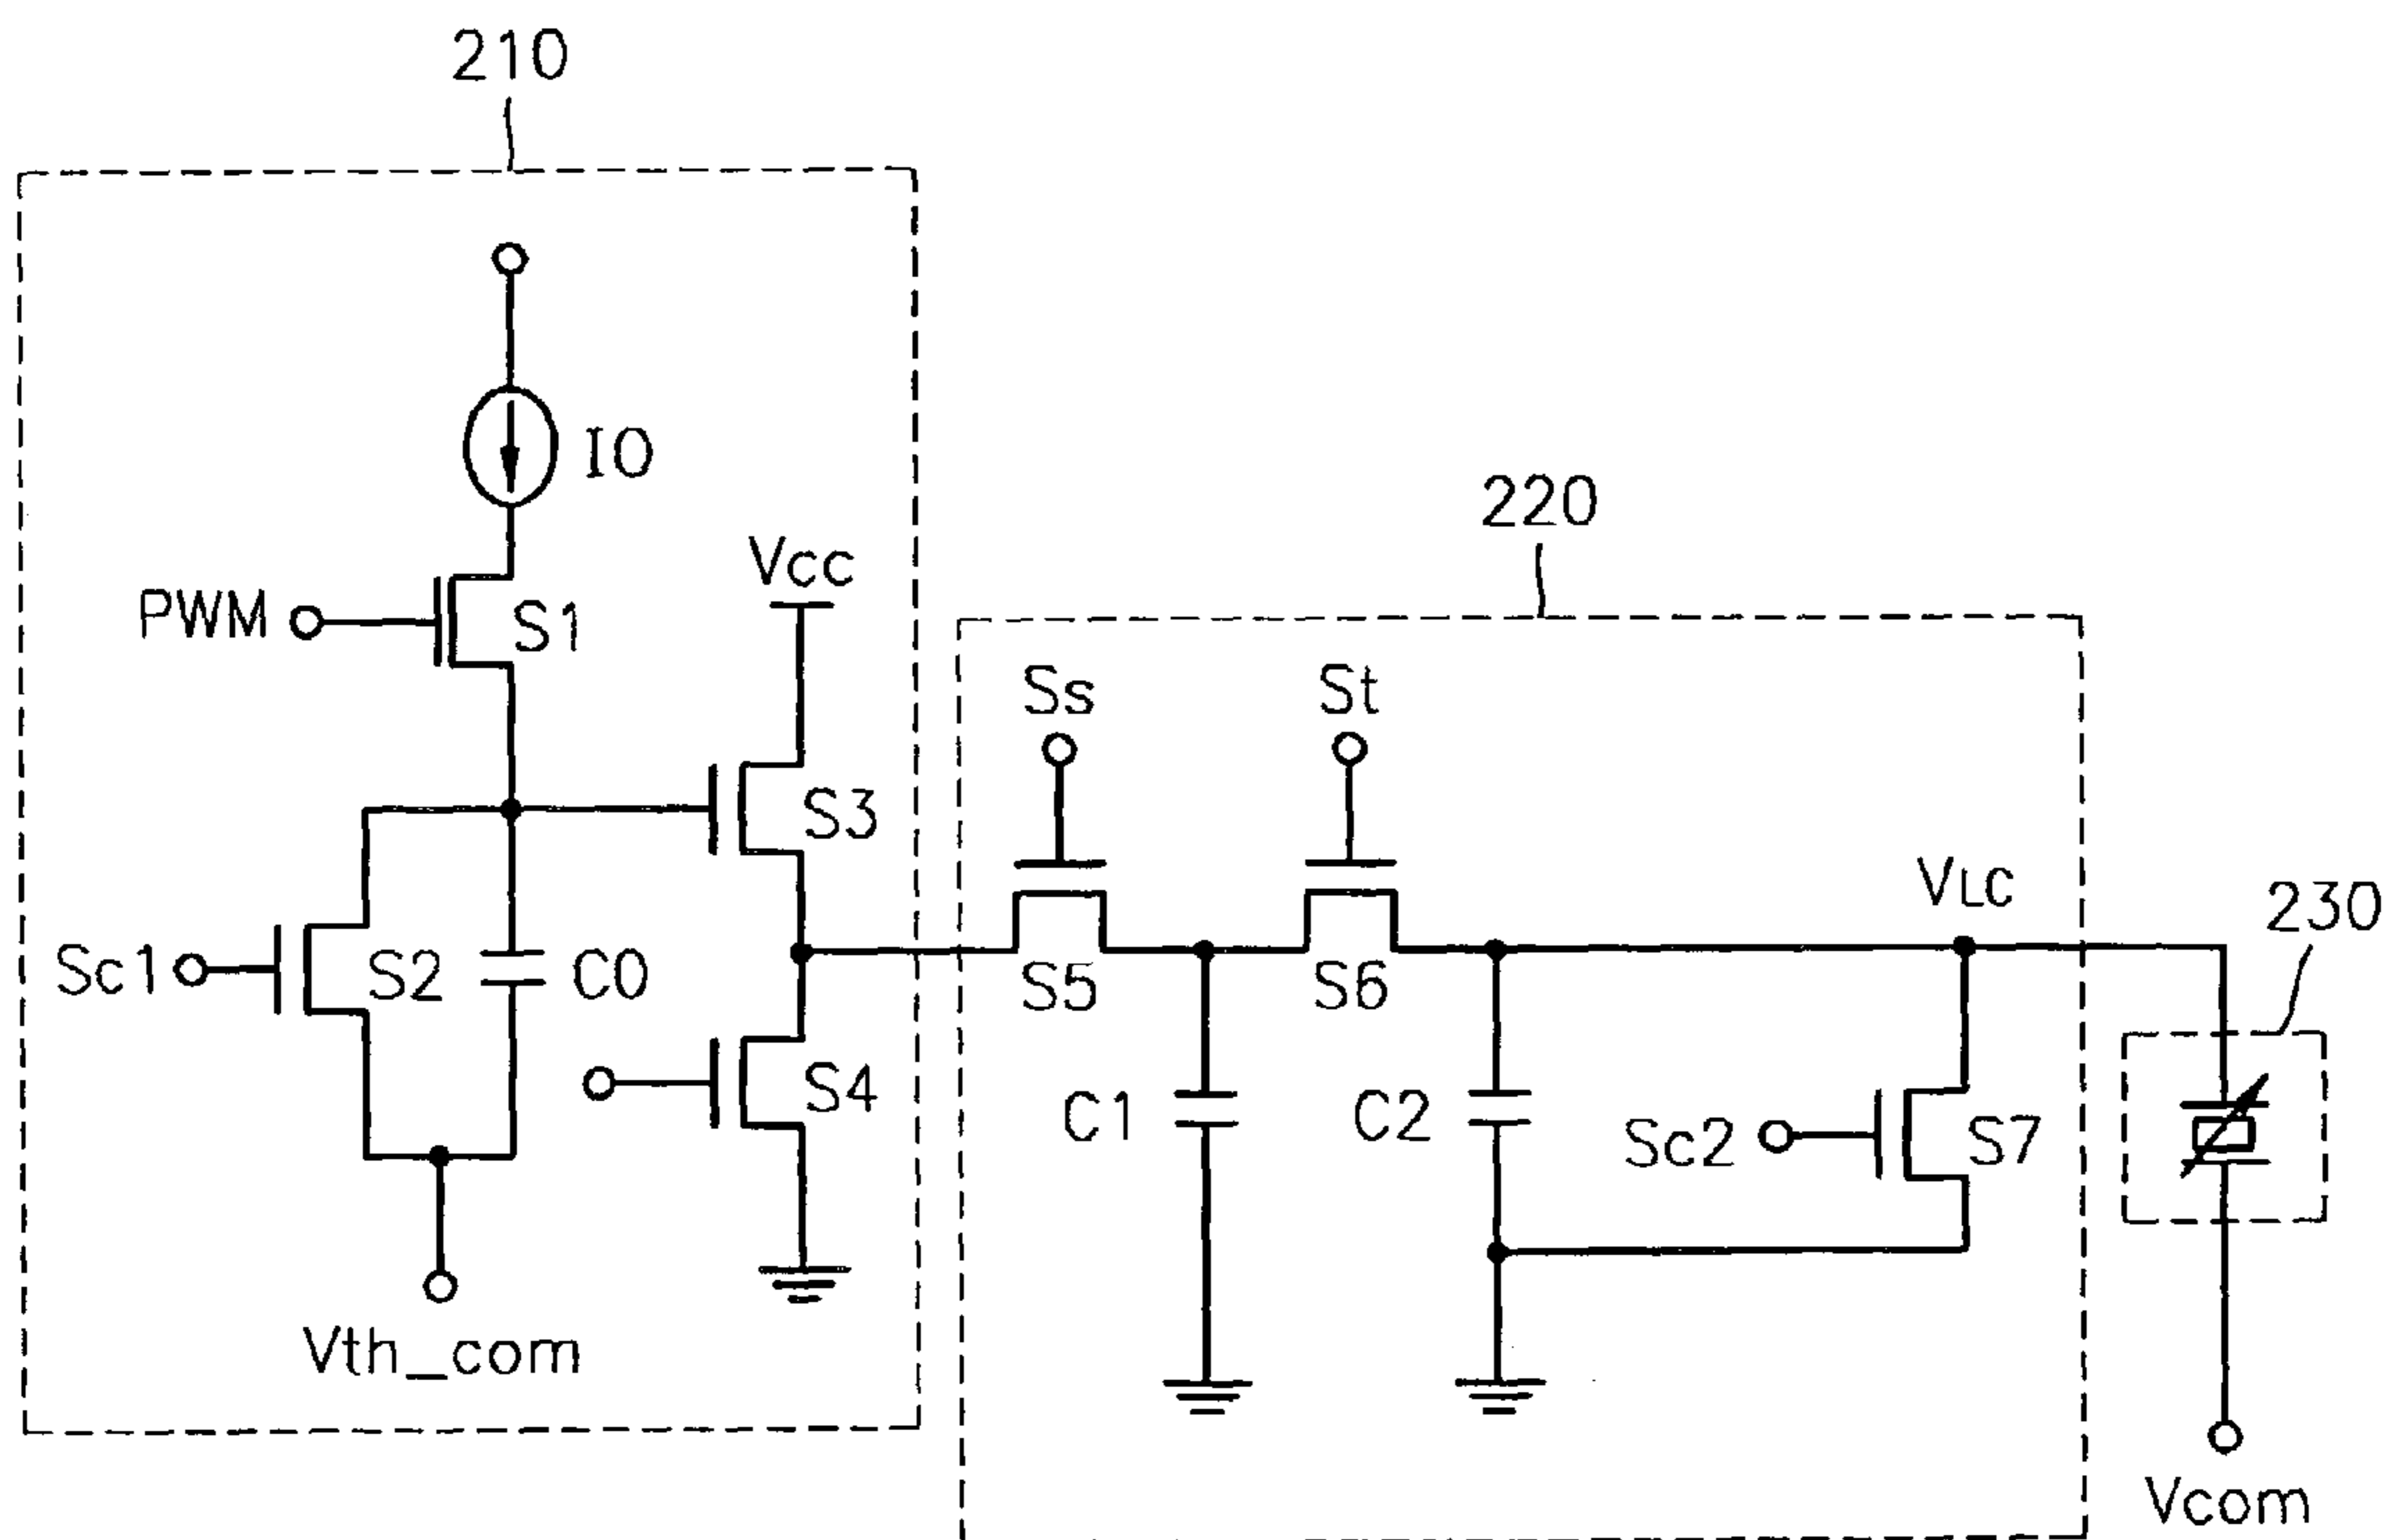 210
IO
220
Vcc
PWM
S1
Ss
St
S3
VLC
230
Sc1
S2
C0
S5
S6
S4
C1
C2
Sc2
S7
Vth_com
Vcom